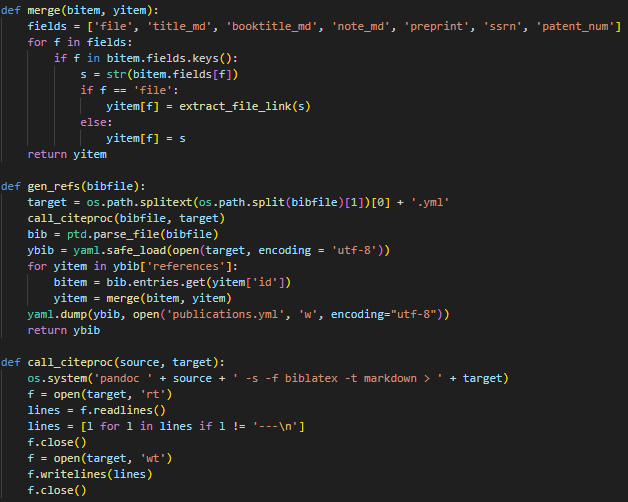 def merge(bitem, yitem):
    fields = ['file', 'title_md', 'booktitle_md', 'note_md', 'preprint', 'ssrn', 'patent_num']
    for f in fields:
        if f in bitem.fields.keys():
            s = str(bitem.fields[f])
            if f == 'file':
                yitem[f] = extract_file_link(s)
            else:
                yitem[f] = s
    return yitem

def gen_refs(bibfile):
    target = os.path.splitext(os.path.split(bibfile)[1])[0] + '.yml'
    call_citeproc(bibfile, target)
    bib = ptd.parse_file(bibfile)
    ybib = yaml.safe_load(open(target, encoding = 'utf-8'))
    for yitem in ybib['references']:
        bitem = bib.entries.get(yitem['id'])
        yitem = merge(bitem, yitem)
    yaml.dump(ybib, open('publications.yml', 'w', encoding="utf-8"))
    return ybib

def call_citeproc(source, target):
    os.system('pandoc ' + source + ' -s -f biblatex -t markdown > ' + target)
    f = open(target, 'rt')
    lines = f.readlines()
    lines = [l for l in lines if l != '---\n']
    f.close()
    f = open(target, 'wt')
    f.writelines(lines)
    f.close()